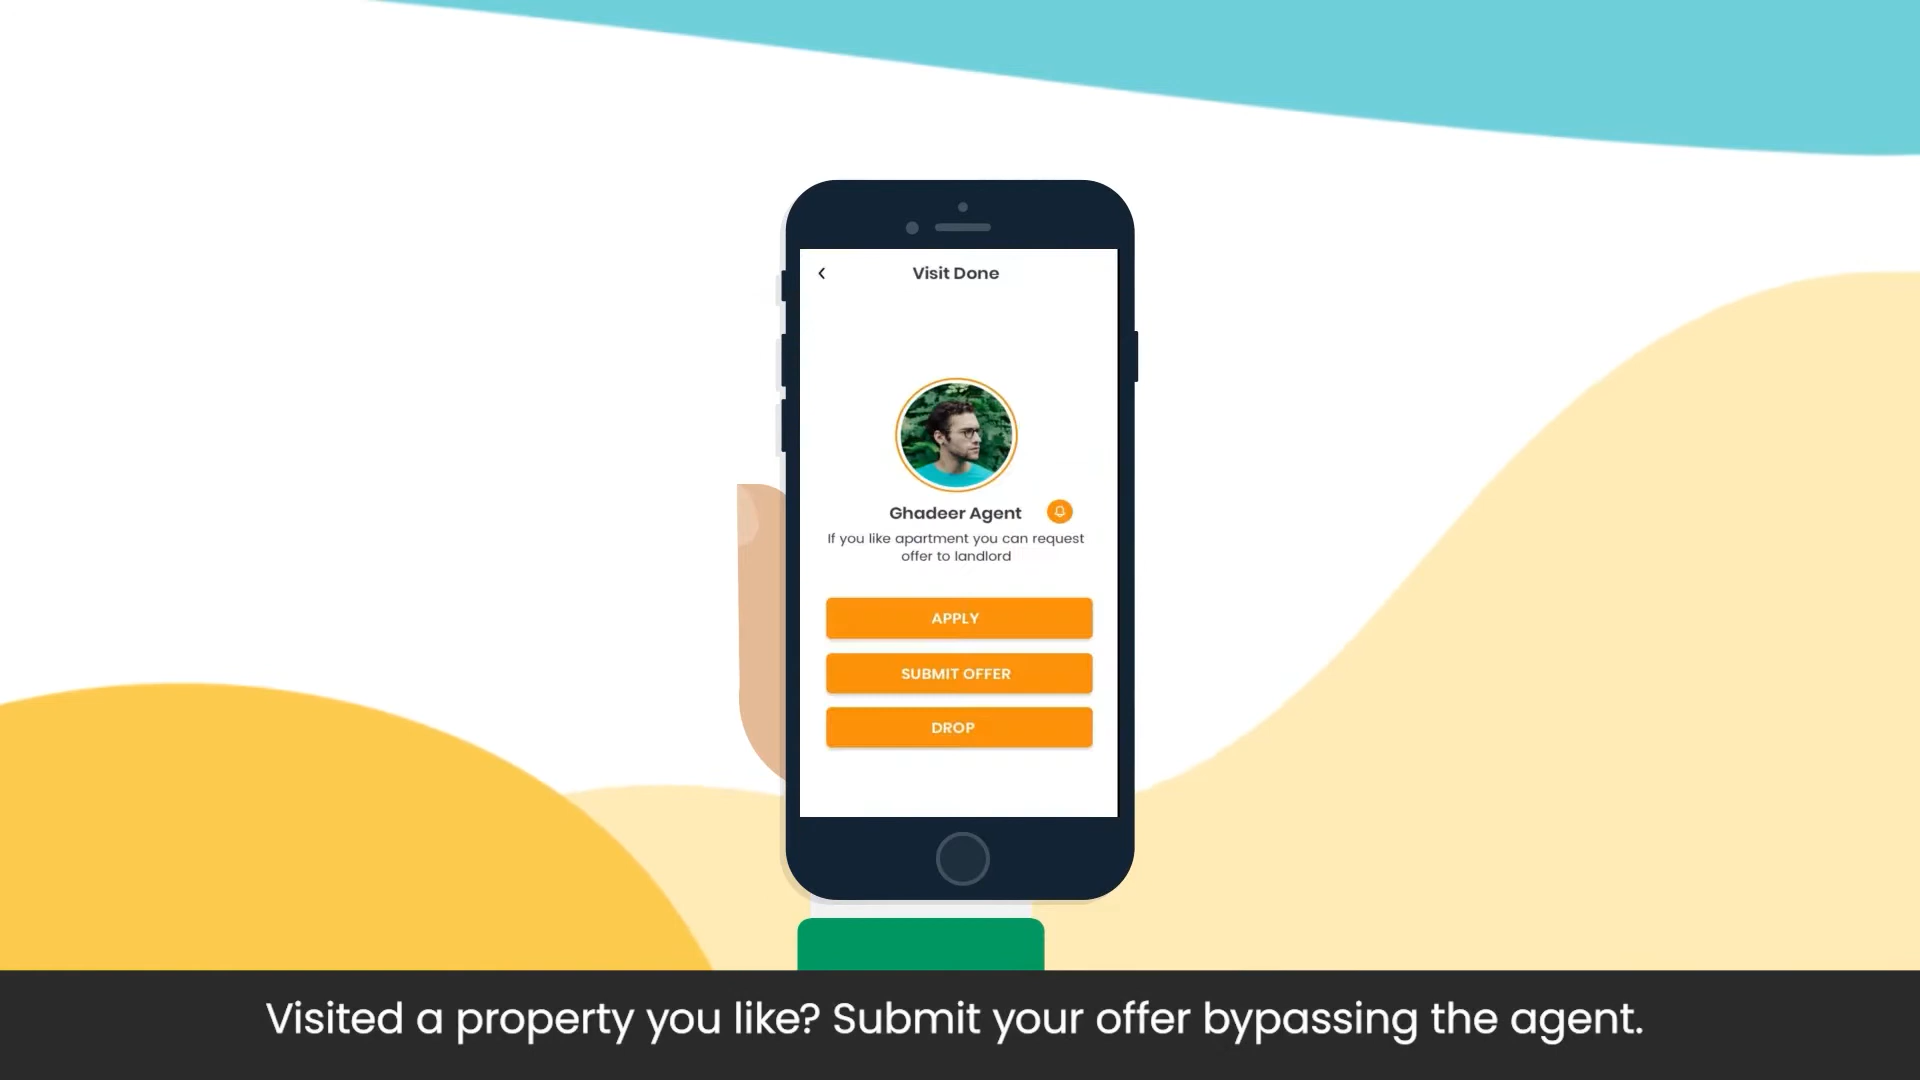 Visit Done
Ghadeer Agent
If you like apartment you can request
offer to landlord
APPLY
SUBMIT OFFER
DROP
Visited a property you like? Submit your offer bypassing the agent.